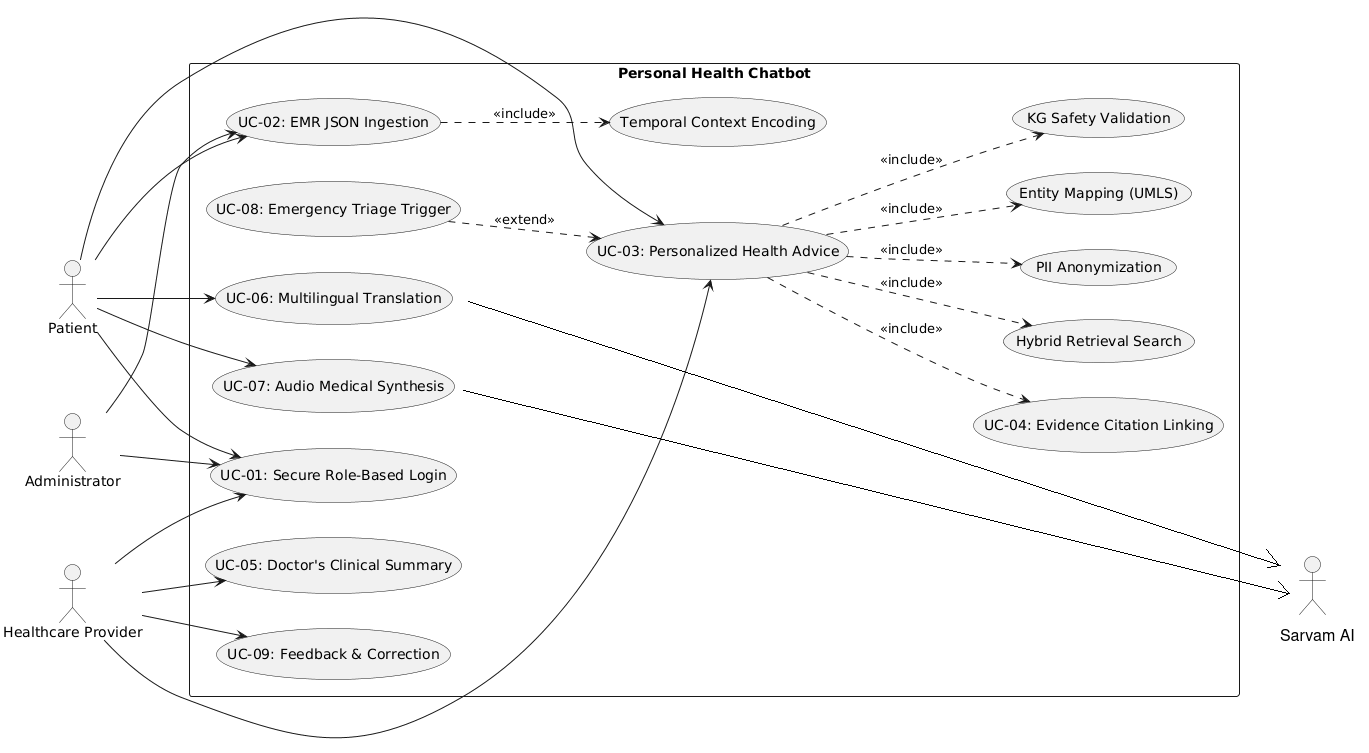 Personal Health Chatbot
UC-02: EMR JSON Ingestion
«include»
Temporal Context Encoding
KG Safety Validation
«include»
Entity Mapping (UMLS)
«include»
UC-08: Emergency Triage Trigger
«extend»
UC-03: Personalized Health Advice
«include»
PII Anonymization
«include»
UC-06: Multilingual Translation
Patient
«include»
Hybrid Retrieval Search
UC-07: Audio Medical Synthesis
UC-04: Evidence Citation Linking
Administrator
UC-01: Secure Role-Based Login
UC-05: Doctor's Clinical Summary
Healthcare Provider
Sarvam AI
UC-09: Feedback & Correction